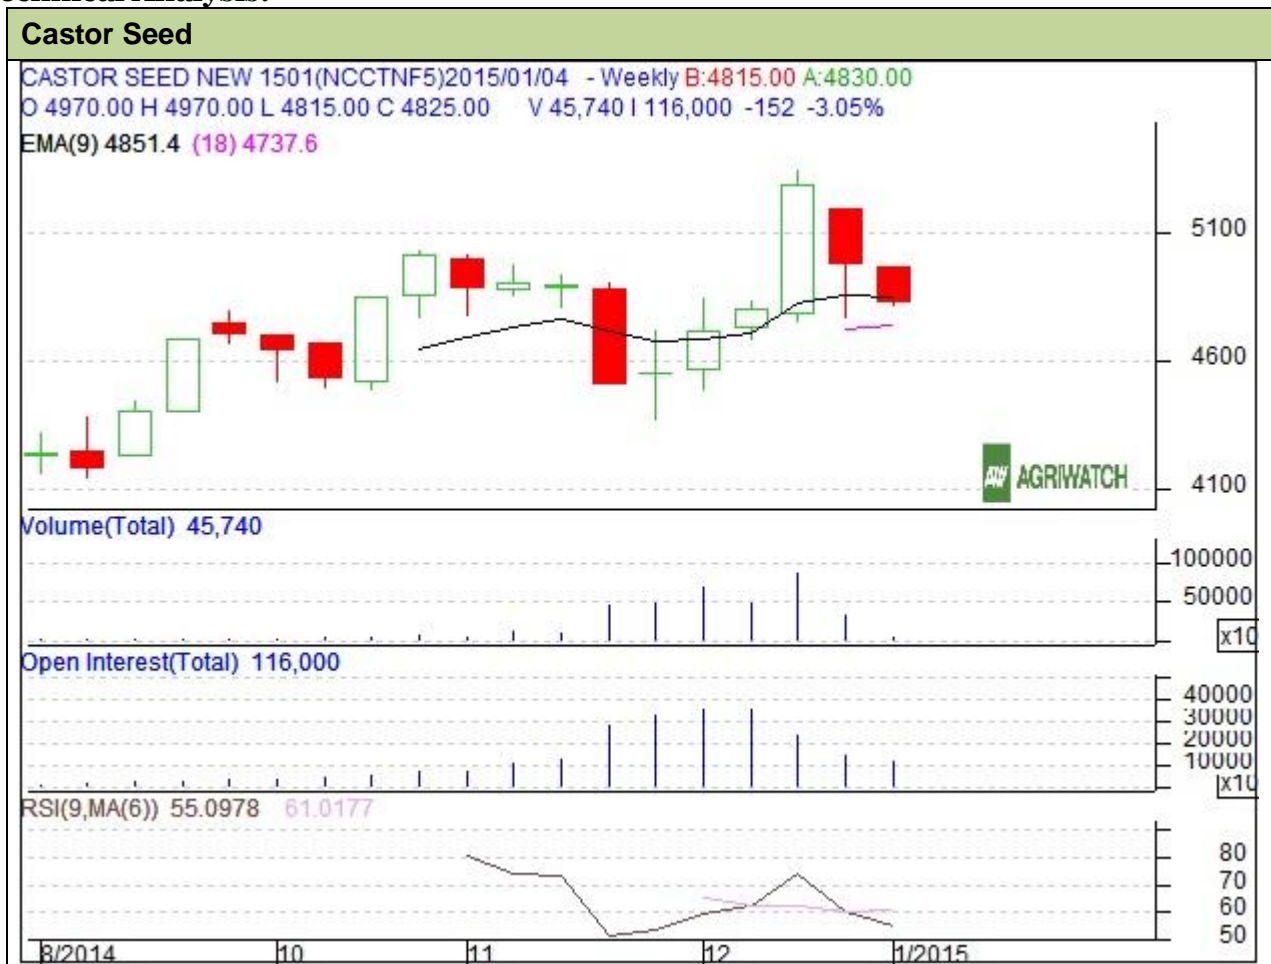 Castor Seed
CASTOR SEED NEW 1501(NCCTNF5)2015/01/04 - Weekly B:4815.00 A:4830.00
O 4970.00 H 4970.00 L 4815.00 C 4825.00 V 45,740 I 116,000 -152 -3.05%
EMA(9) 4851.4 (18) 4737.6
5100
4600
AGRIWATCH
4100
Volume(Total) 45,740
100000
50000
x10
Open Interest(Total) 116,000
40000
30000
20000
10000
x10
RSI(9,MA(6)) 55.0978 61.0177
80
70
60
50
8/2014 10 11 12 1/2015